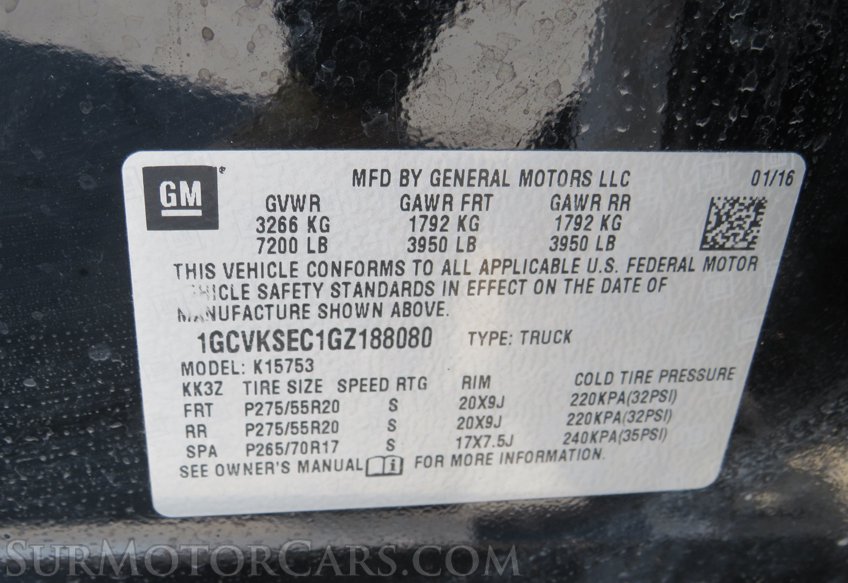 GM
MFD BY GENERAL MOTORS LLC 01/16
GVWR GAWR FRT GAWR RR
3266 KG 1792 KG 1792 KG
7200 LB 3950 LB 3950 LB
THIS VEHICLE CONFORMS TO ALL APPLICABLE U.S. FEDERAL MOTOR
VEHICLE SAFETY STANDARDS IN EFFECT ON THE DATE OF
MANUFACTURE SHOWN ABOVE.
1GCVKSEC1GZ188080 TYPE: TRUCK
MODEL: K15753
KK3Z TIRE SIZE SPEED RTG RIM COLD TIRE PRESSURE
FRT P275/55R20 S 20X9J 220KPA(32PSI)
RR P275/55R20 S 20X9J 220KPA(32PSI)
SPA P265/70R17 S 17X7.5J 240KPA(35PSI)
SEE OWNER'S MANUAL i FOR MORE INFORMATION.
SURMOTORCARS.COM